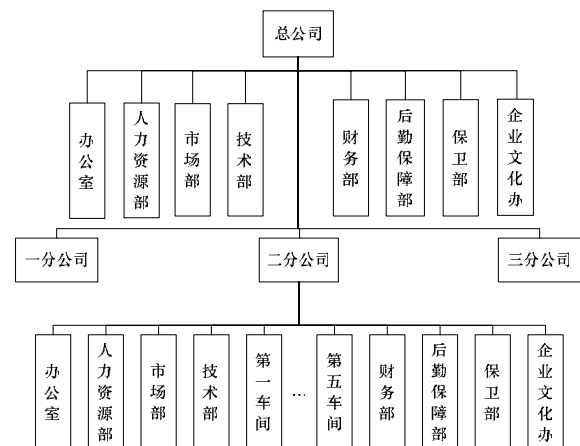 总公司
办公室
人力资源部
市场部
技术部
财务部
后勤保障部
保卫部
企业文化办
一分公司
二分公司
三分公司
办公室
人力资源部
市场部
技术部
第一车间
…
第五车间
财务部
后勤保障部
保卫部
企业文化办